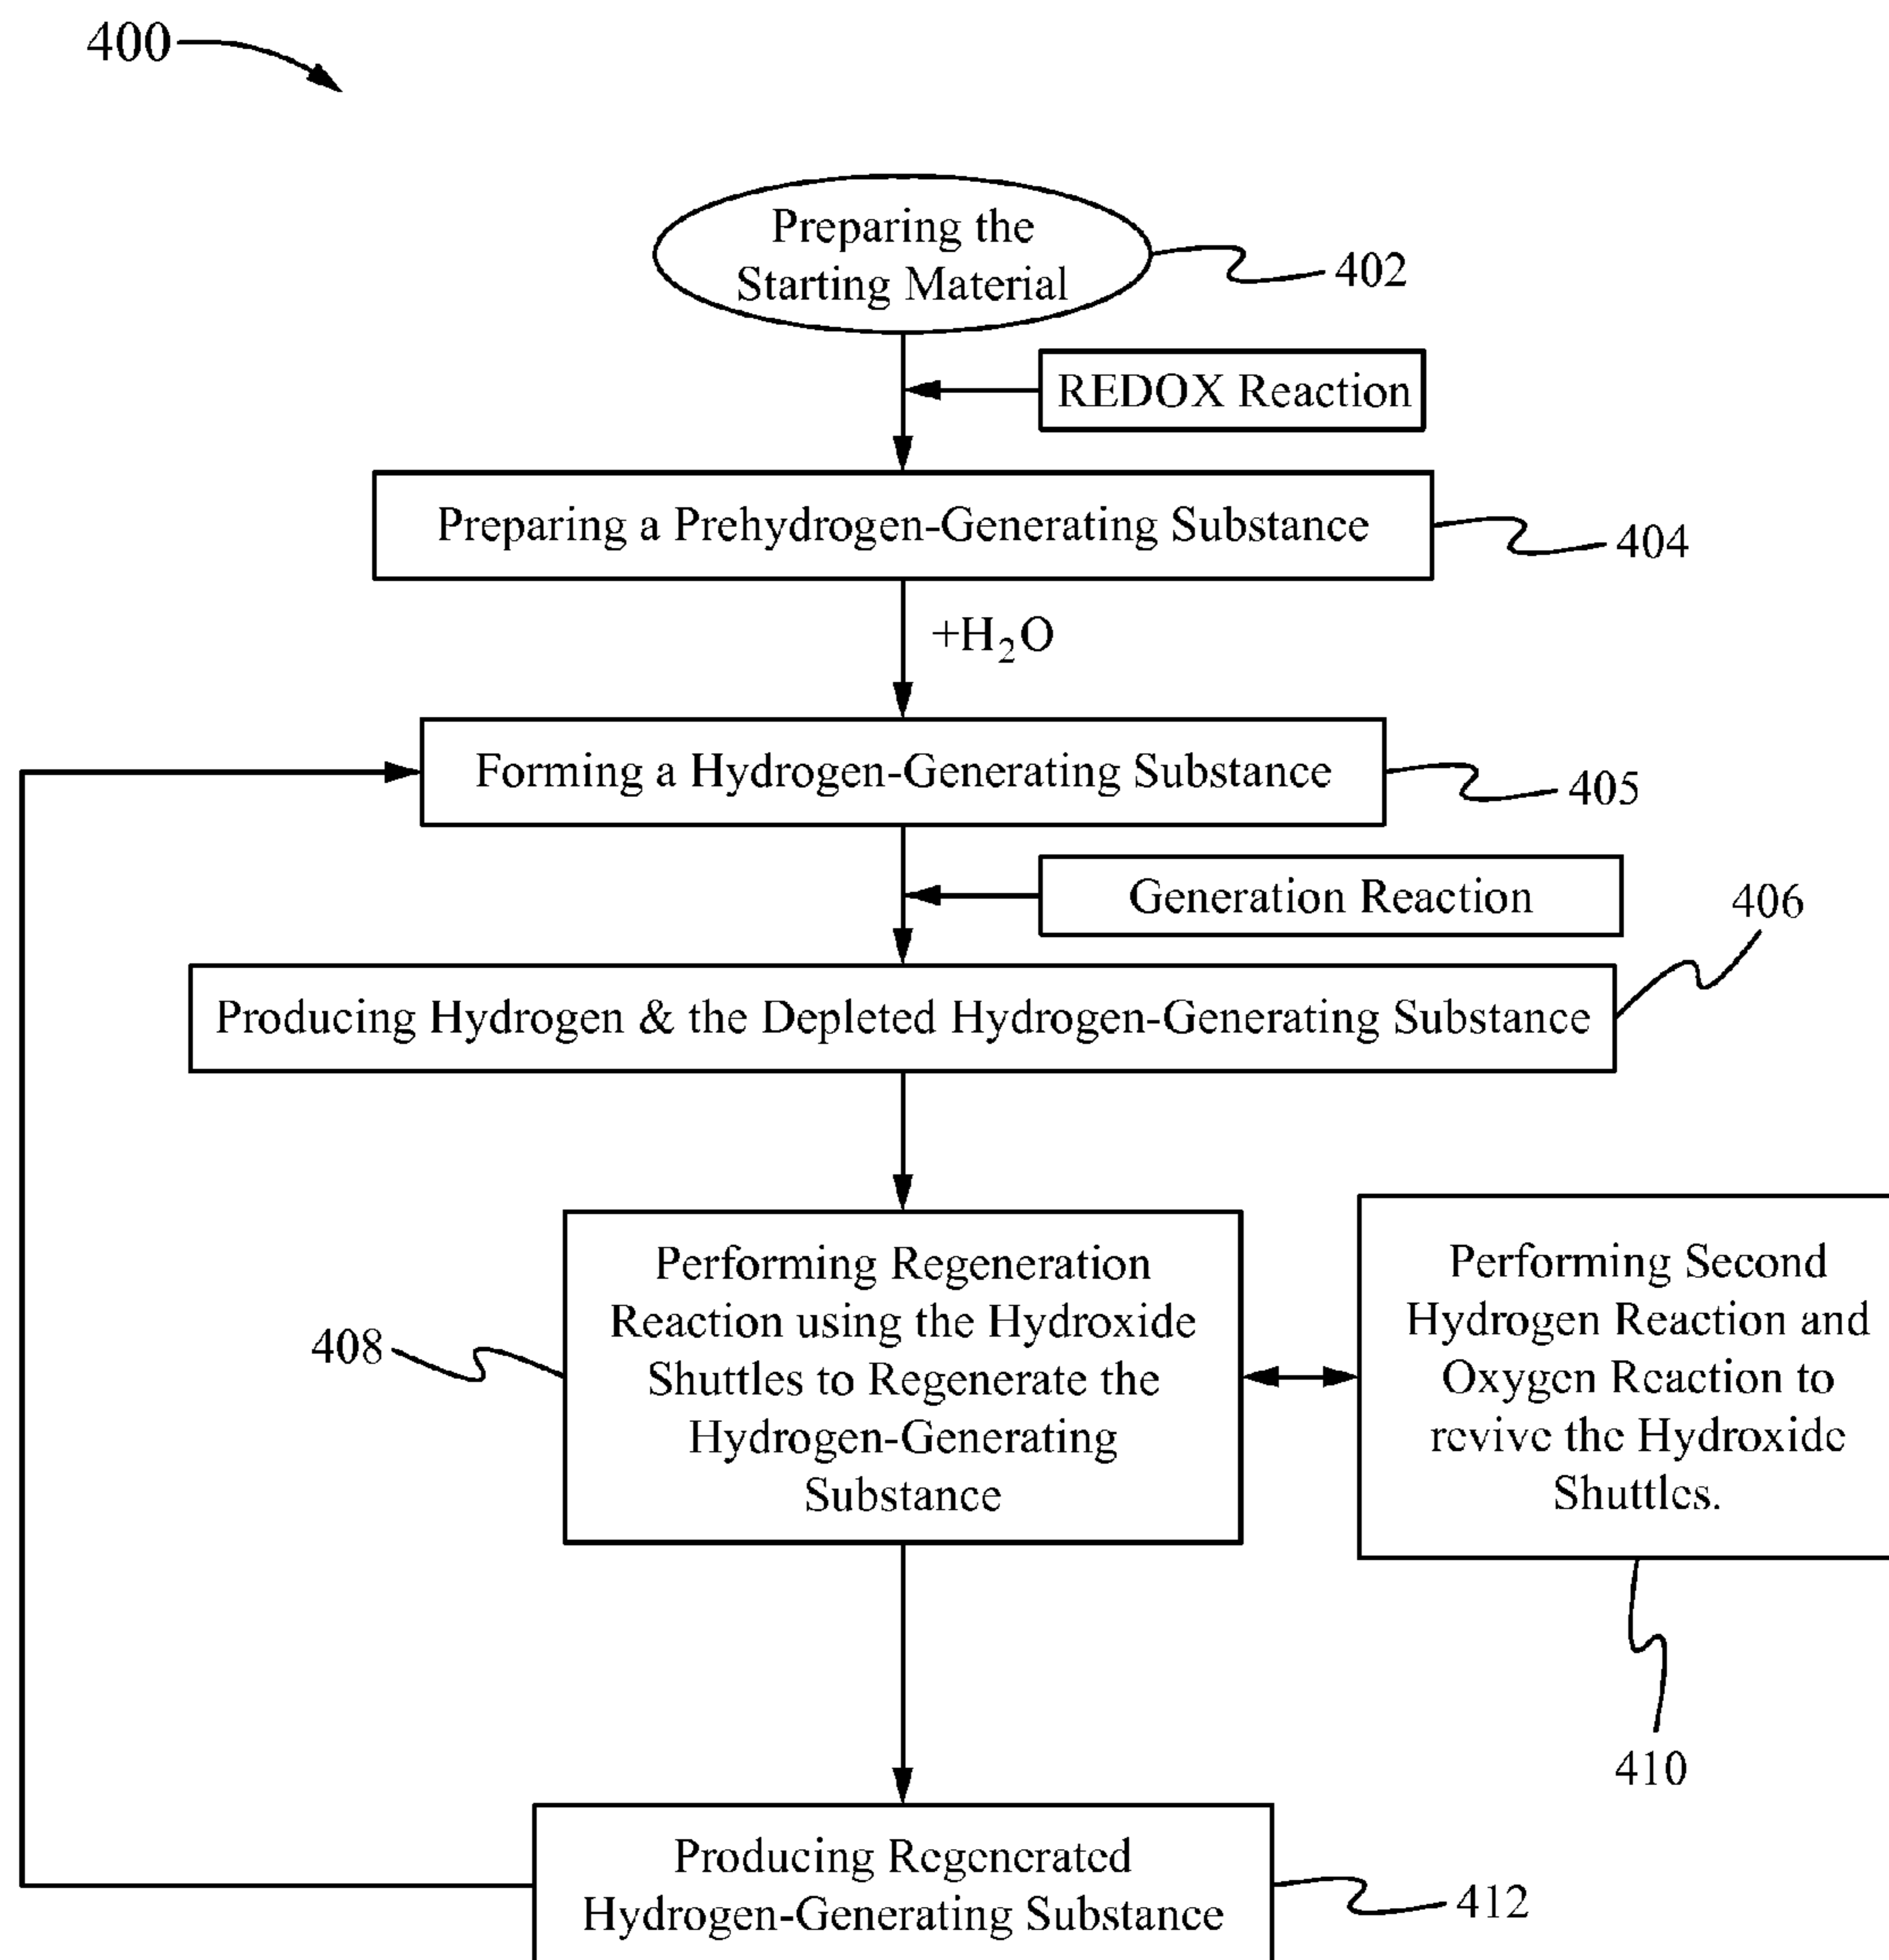 400
Preparing the
Starting Material
402
REDOX Reaction
Preparing a Prehydrogen-Generating Substance
404
+H₂O
Forming a Hydrogen-Generating Substance
405
Generation Reaction
406
Producing Hydrogen & the Depleted Hydrogen-Generating Substance
Performing Regeneration
Reaction using the Hydroxide
Shuttles to Regenerate the
Hydrogen-Generating
Substance
408
Performing Second
Hydrogen Reaction and
Oxygen Reaction to
revive the Hydroxide
Shuttles.
410
Producing Regenerated
Hydrogen-Generating Substance
412